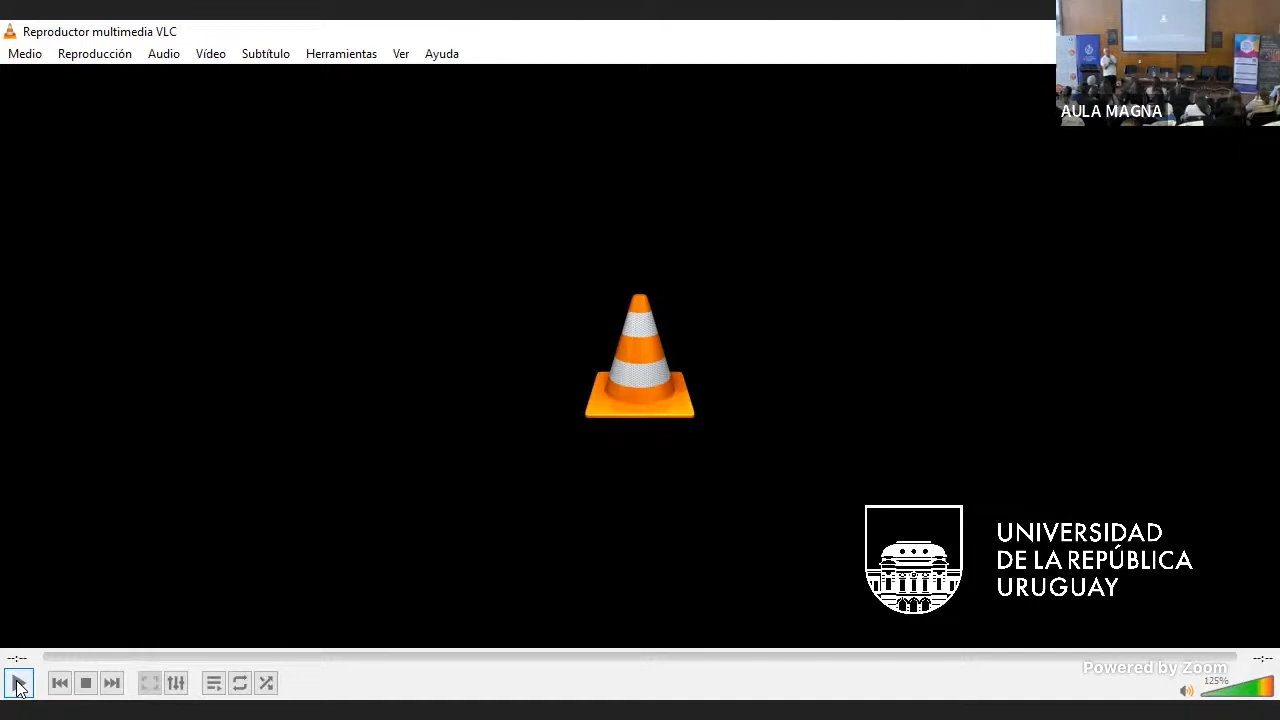 Reproductor multimedia VLC
Medio Reproducción Audio Vídeo Subtítulo Herramientas Ver Ayuda
AULA MAGNA
UNIVERSIDAD
DE LA REPÚBLICA
URUGUAY
--:-- --:--
Powered by Zoom
125%